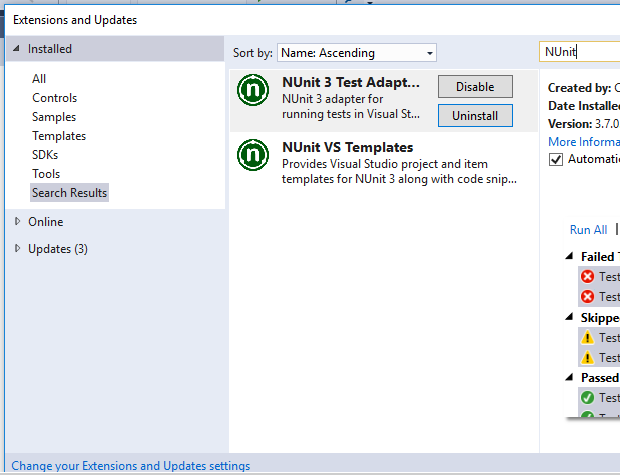 Extensions and Updates
Installed
All
Controls
Samples
Templates
SDKs
Tools
Search Results
Online
Updates (3)
Sort by: Name: Ascending
NUnit 3 Test Adapt...
NUnit 3 adapter for
running tests in Visual St...
Disable
Uninstall
NUnit VS Templates
Provides Visual Studio project and item
templates for NUnit 3 along with code snip...
NUnit
Created by: C
Date Installed
Version: 3.7.0
More Informa
Automatic
Run All
Failed T
Test
Test
Skippe
Test
Test
Passed
Test
Test
Change your Extensions and Updates settings